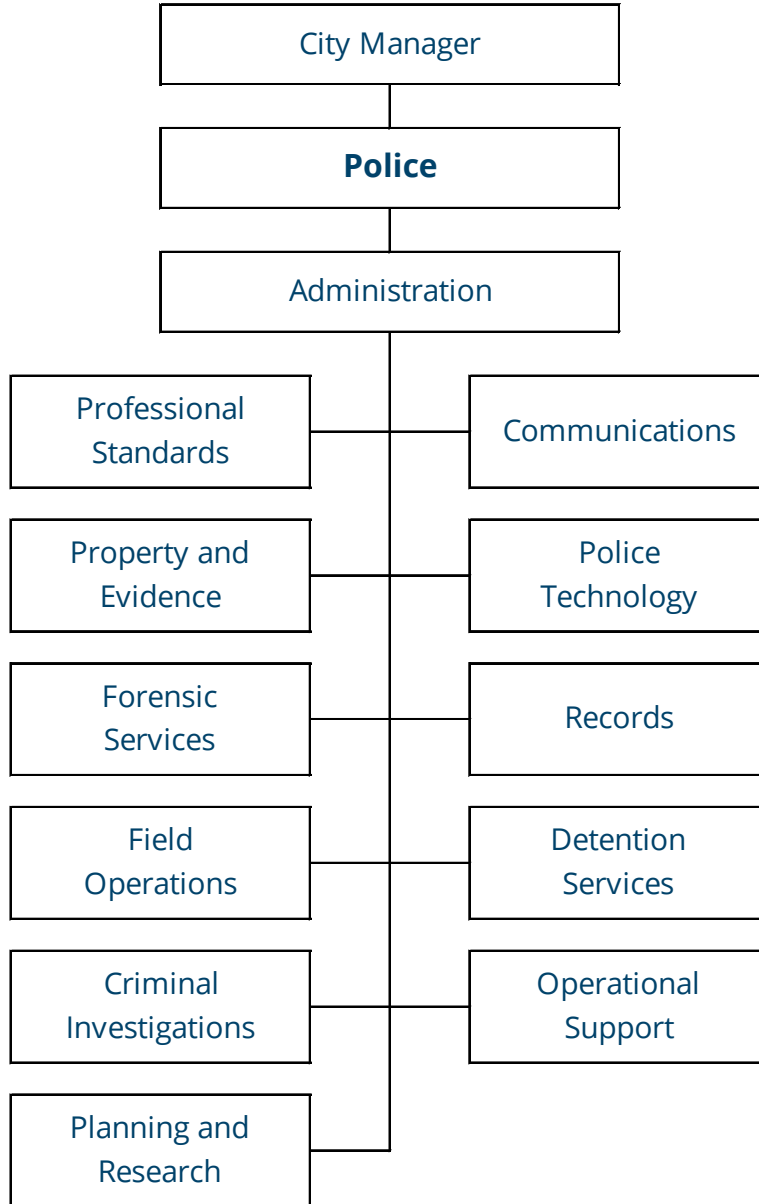 City Manager
Police
Administration
Professional
Standards
Communications
Property and
Evidence
Police
Technology
Forensic
Services
Records
Field
Operations
Detention
Services
Criminal
Investigations
Operational
Support
Planning and
Research